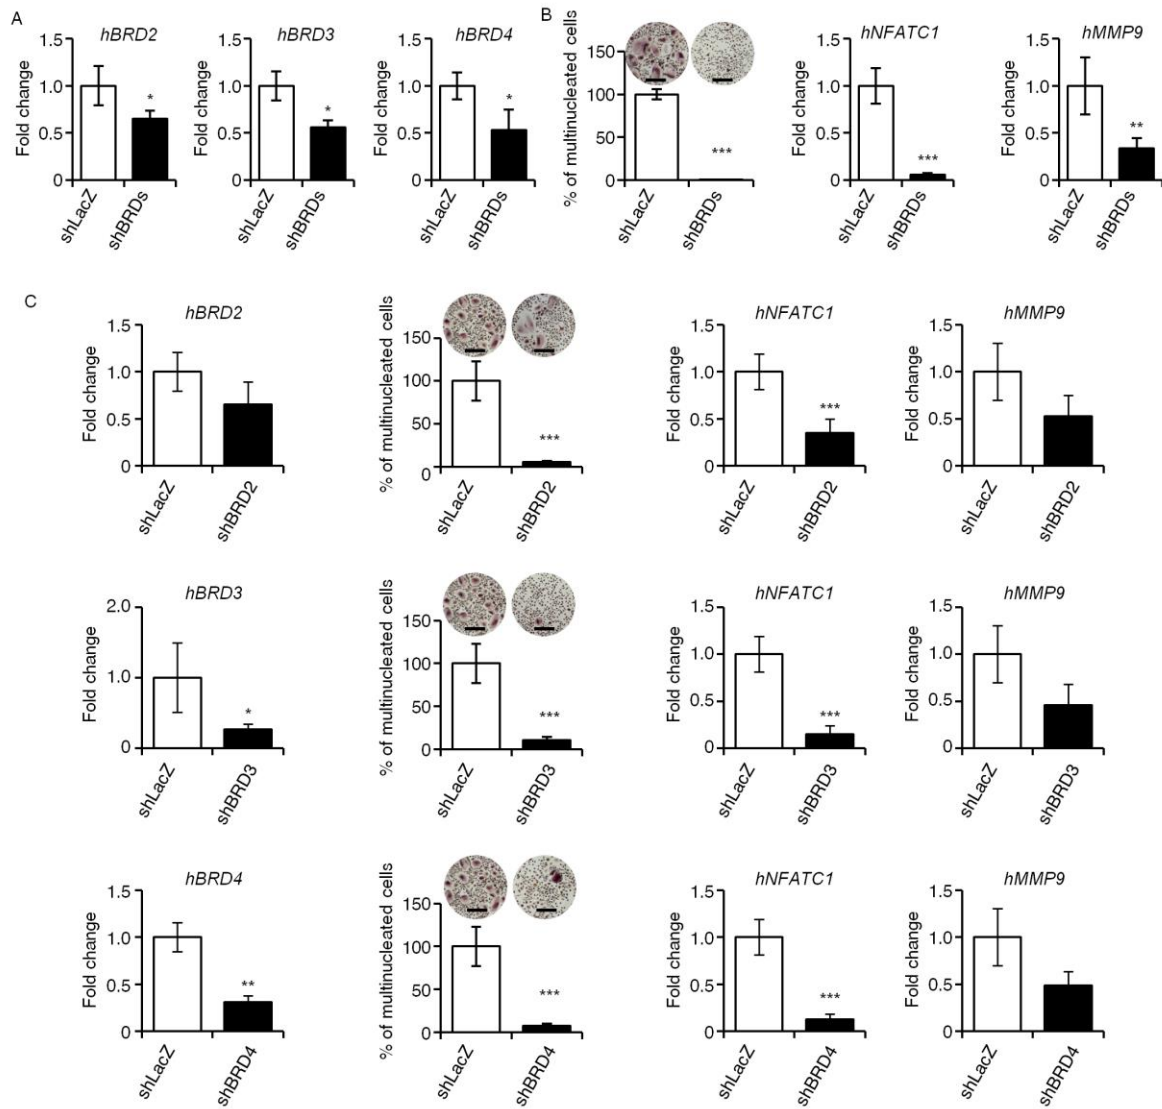 A
hBRD2
hBRD3
hBRD4
Fold change
1.5
1.0
0.5
0
*
shLacZ
shBRDs
Fold change
1.5
1.0
0.5
0
*
shLacZ
shBRDs
Fold change
1.5
1.0
0.5
0
*
shLacZ
shBRDs
B
% of multinucleated cells
150
100
50
0
***
shLacZ
shBRDs
hNFATC1
Fold change
1.5
1.0
0.5
0
***
shLacZ
shBRDs
hMMP9
Fold change
1.5
1.0
0.5
0
**
shLacZ
shBRDs
C
hBRD2
Fold change
1.5
1.0
0.5
0
shLacZ
shBRD2
% of multinucleated cells
150
100
50
0
***
shLacZ
shBRD2
hNFATC1
Fold change
1.5
1.0
0.5
0
***
shLacZ
shBRD2
hMMP9
Fold change
1.5
1.0
0.5
0
shLacZ
shBRD2
hBRD3
Fold change
2.0
1.0
0
*
shLacZ
shBRD3
% of multinucleated cells
150
100
50
0
***
shLacZ
shBRD3
hNFATC1
Fold change
1.5
1.0
0.5
0
***
shLacZ
shBRD3
hMMP9
Fold change
1.5
1.0
0.5
0
shLacZ
shBRD3
hBRD4
Fold change
1.5
1.0
0.5
0
**
shLacZ
shBRD4
% of multinucleated cells
150
100
50
0
***
shLacZ
shBRD4
hNFATC1
Fold change
1.5
1.0
0.5
0
***
shLacZ
shBRD4
hMMP9
Fold change
1.5
1.0
0.5
0
shLacZ
shBRD4